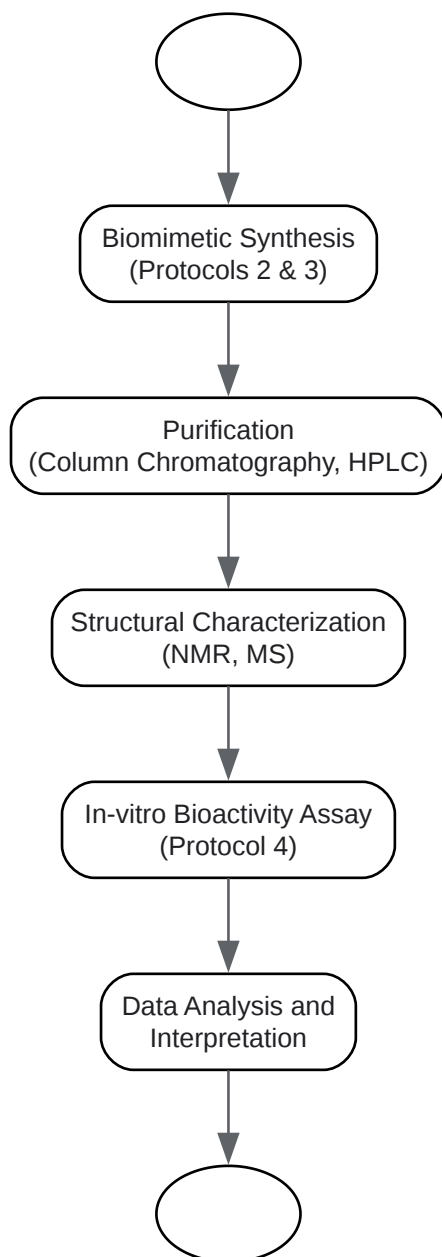 Biomimetic Synthesis
(Protocols 2 & 3)
Purification
(Column Chromatography, HPLC)
Structural Characterization
(NMR, MS)
In-vitro Bioactivity Assay
(Protocol 4)
Data Analysis and
Interpretation